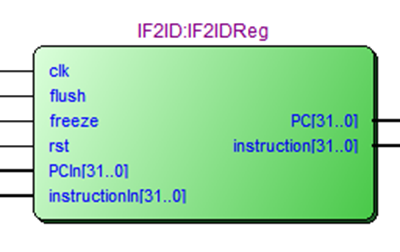 IF2ID:IF2IDReg
clk
flush
freeze
rst
PCIn[31..0]
instructionIn[31..0]
PC[31..0]
instruction[31..0]